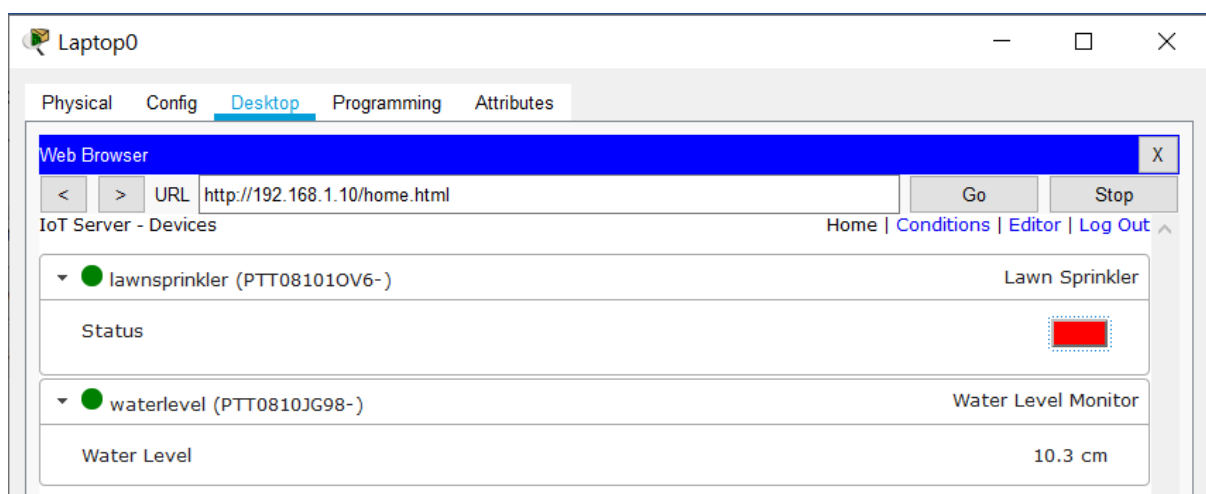 Laptop0
Physical Config Desktop Programming Attributes
Web Browser X
< > URL http://192.168.1.10/home.html Go Stop
IoT Server - Devices Home | Conditions | Editor | Log Out
lawnsprinkler (PTT08101OV6-) Lawn Sprinkler
Status
waterlevel (PTT0810JG98-) Water Level Monitor
Water Level 10.3 cm